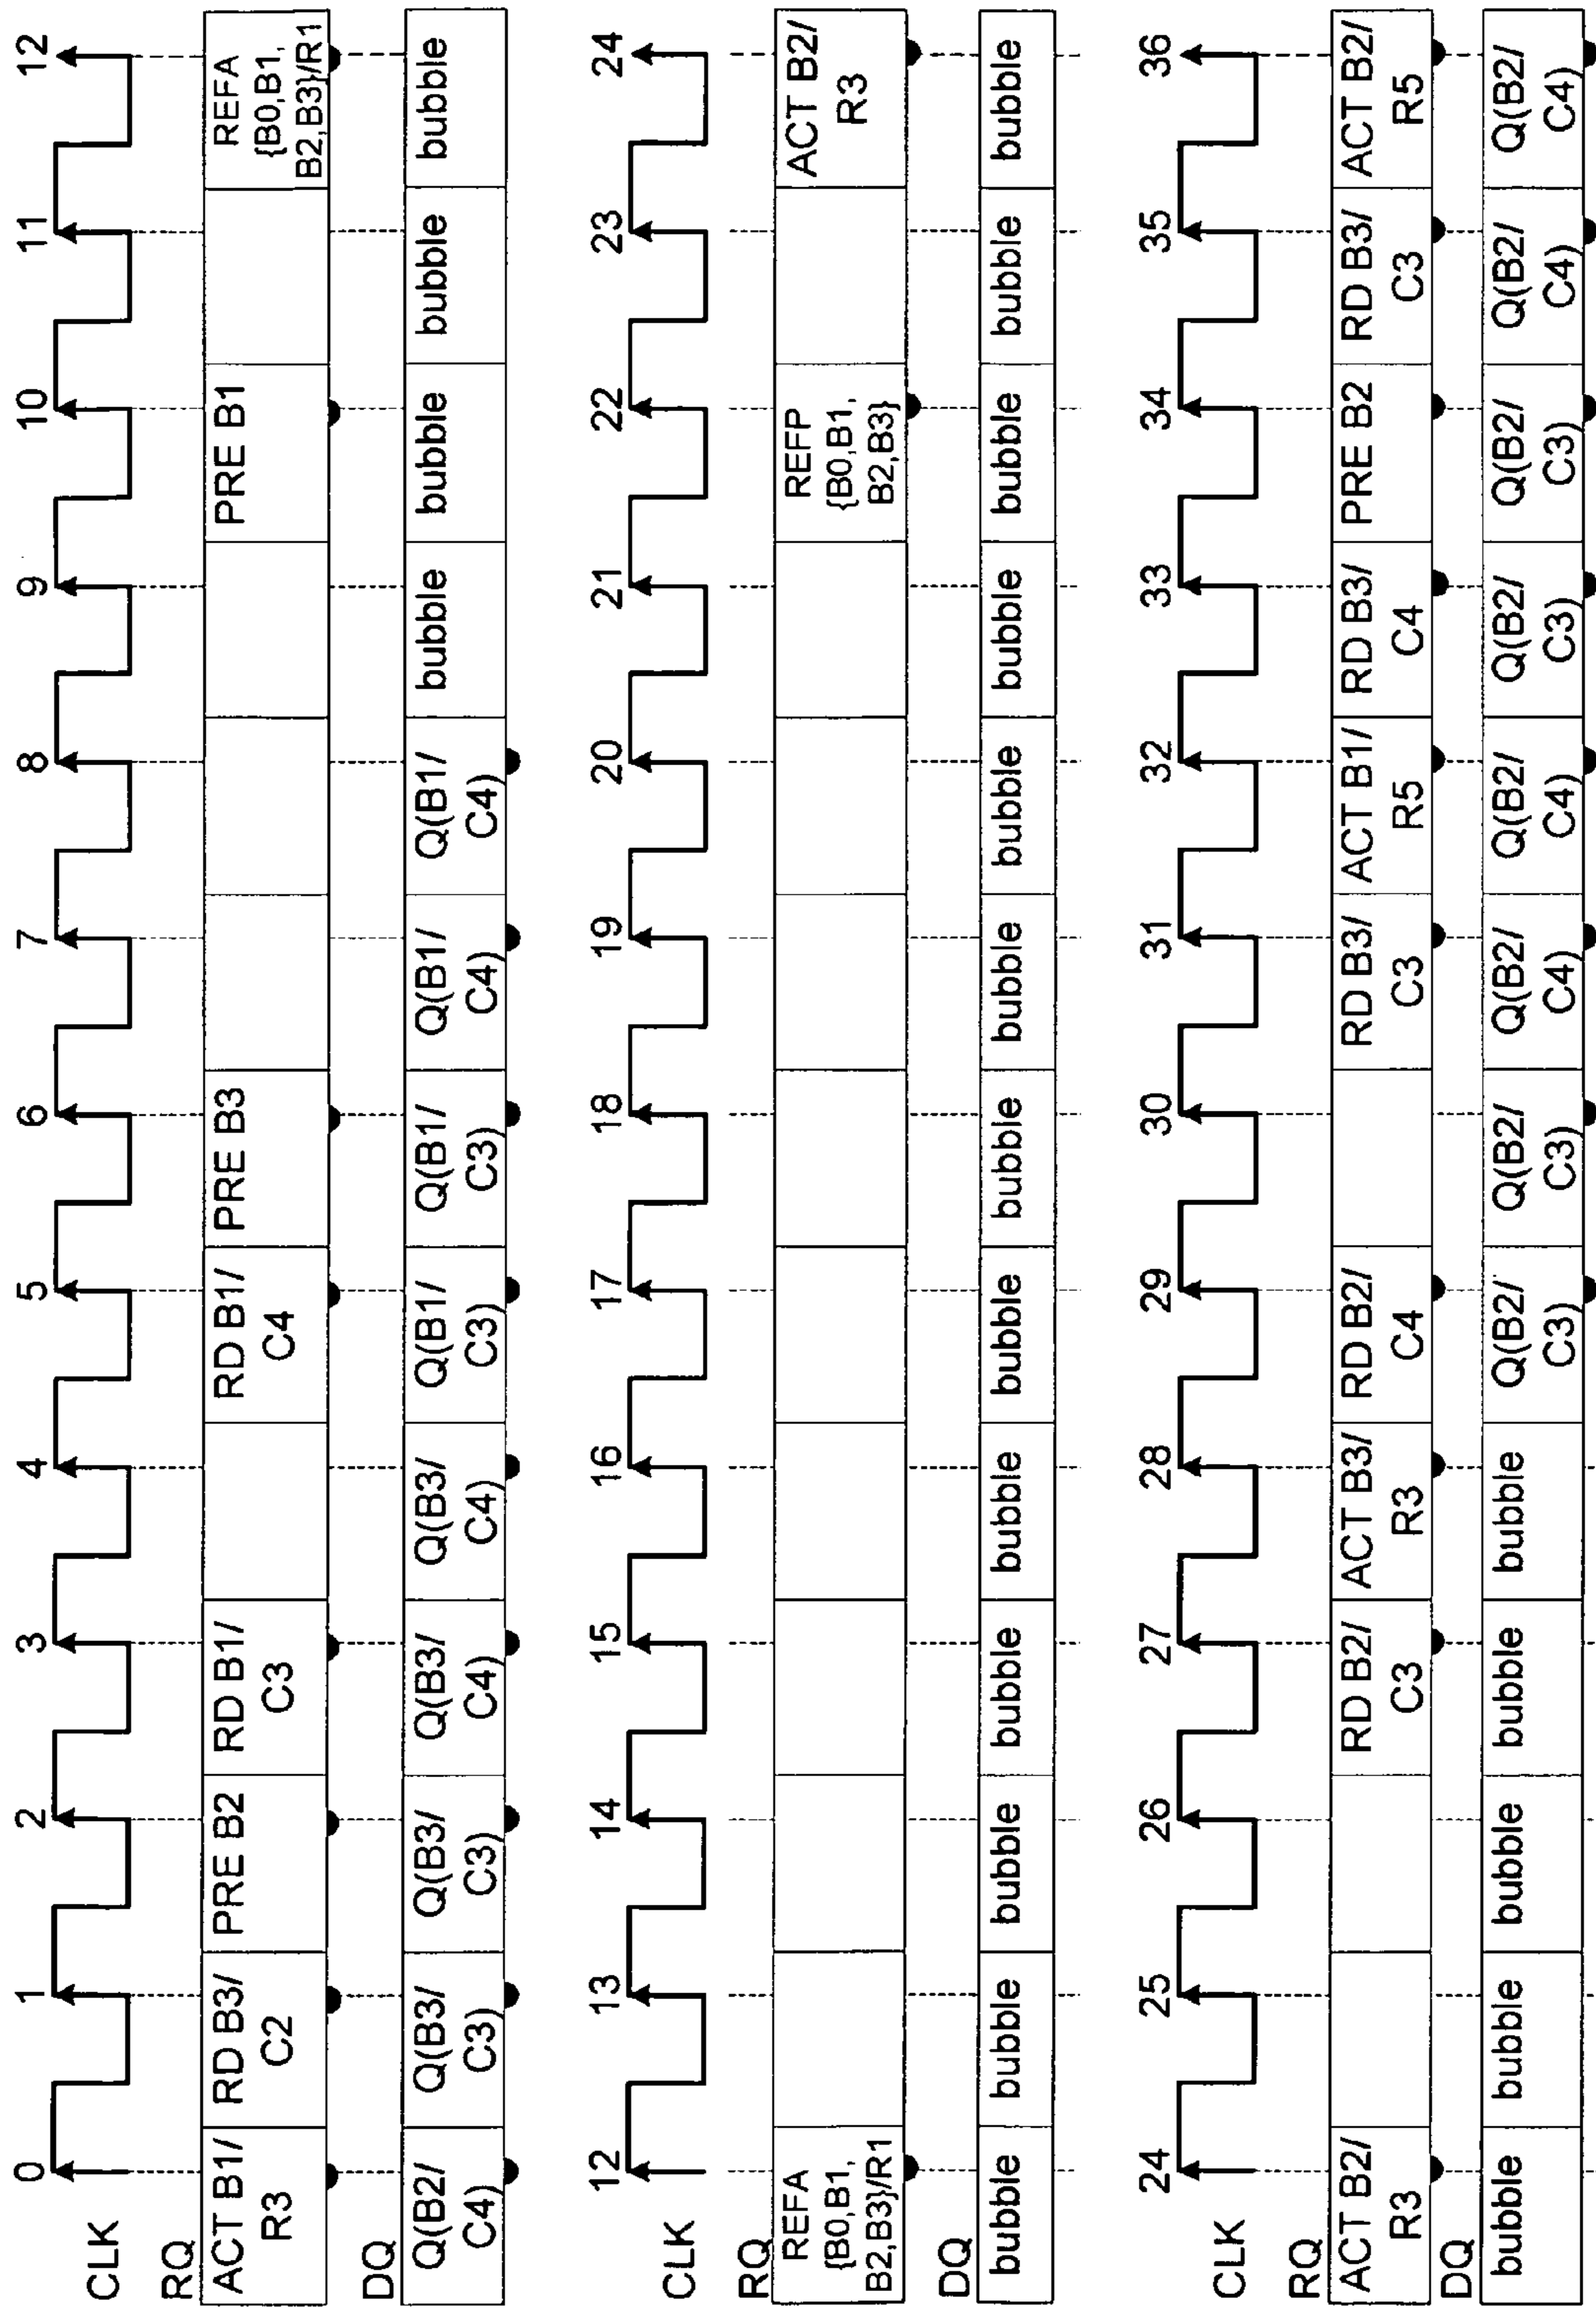 0 1 2 3 4 5 6 7 8 9 10 11 12
CLK
RQ
ACT B1/ R3
RD B3/ C2
PRE B2
RD B1/ C3
RD B1/ C4
PRE B3
PRE B1
REFA {B0,B1, B2,B3}/R1
DQ
Q(B2/ C4)
Q(B3/ C3)
Q(B3/ C3)
Q(B3/ C4)
Q(B3/ C4)
Q(B1/ C3)
Q(B1/ C3)
Q(B1/ C4)
Q(B1/ C4)
bubble
bubble
bubble
bubble
12 13 14 15 16 17 18 19 20 21 22 23 24
CLK
RQ
REFA {B0,B1, B2,B3}/R1
REFP {B0,B1, B2,B3}
ACT B2/ R3
DQ
bubble
bubble
bubble
bubble
bubble
bubble
bubble
bubble
bubble
bubble
bubble
bubble
bubble
24 25 26 27 28 29 30 31 32 33 34 35 36
CLK
RQ
ACT B2/ R3
RD B2/ C3
ACT B3/ R3
RD B2/ C4
RD B3/ C3
ACT B1/ R5
RD B3/ C4
PRE B2
RD B3/ C3
ACT B2/ R5
DQ
bubble
bubble
bubble
bubble
bubble
Q(B2/ C3)
Q(B2/ C3)
Q(B2/ C4)
Q(B2/ C4)
Q(B2/ C3)
Q(B2/ C3)
Q(B2/ C4)
Q(B2/ C4)